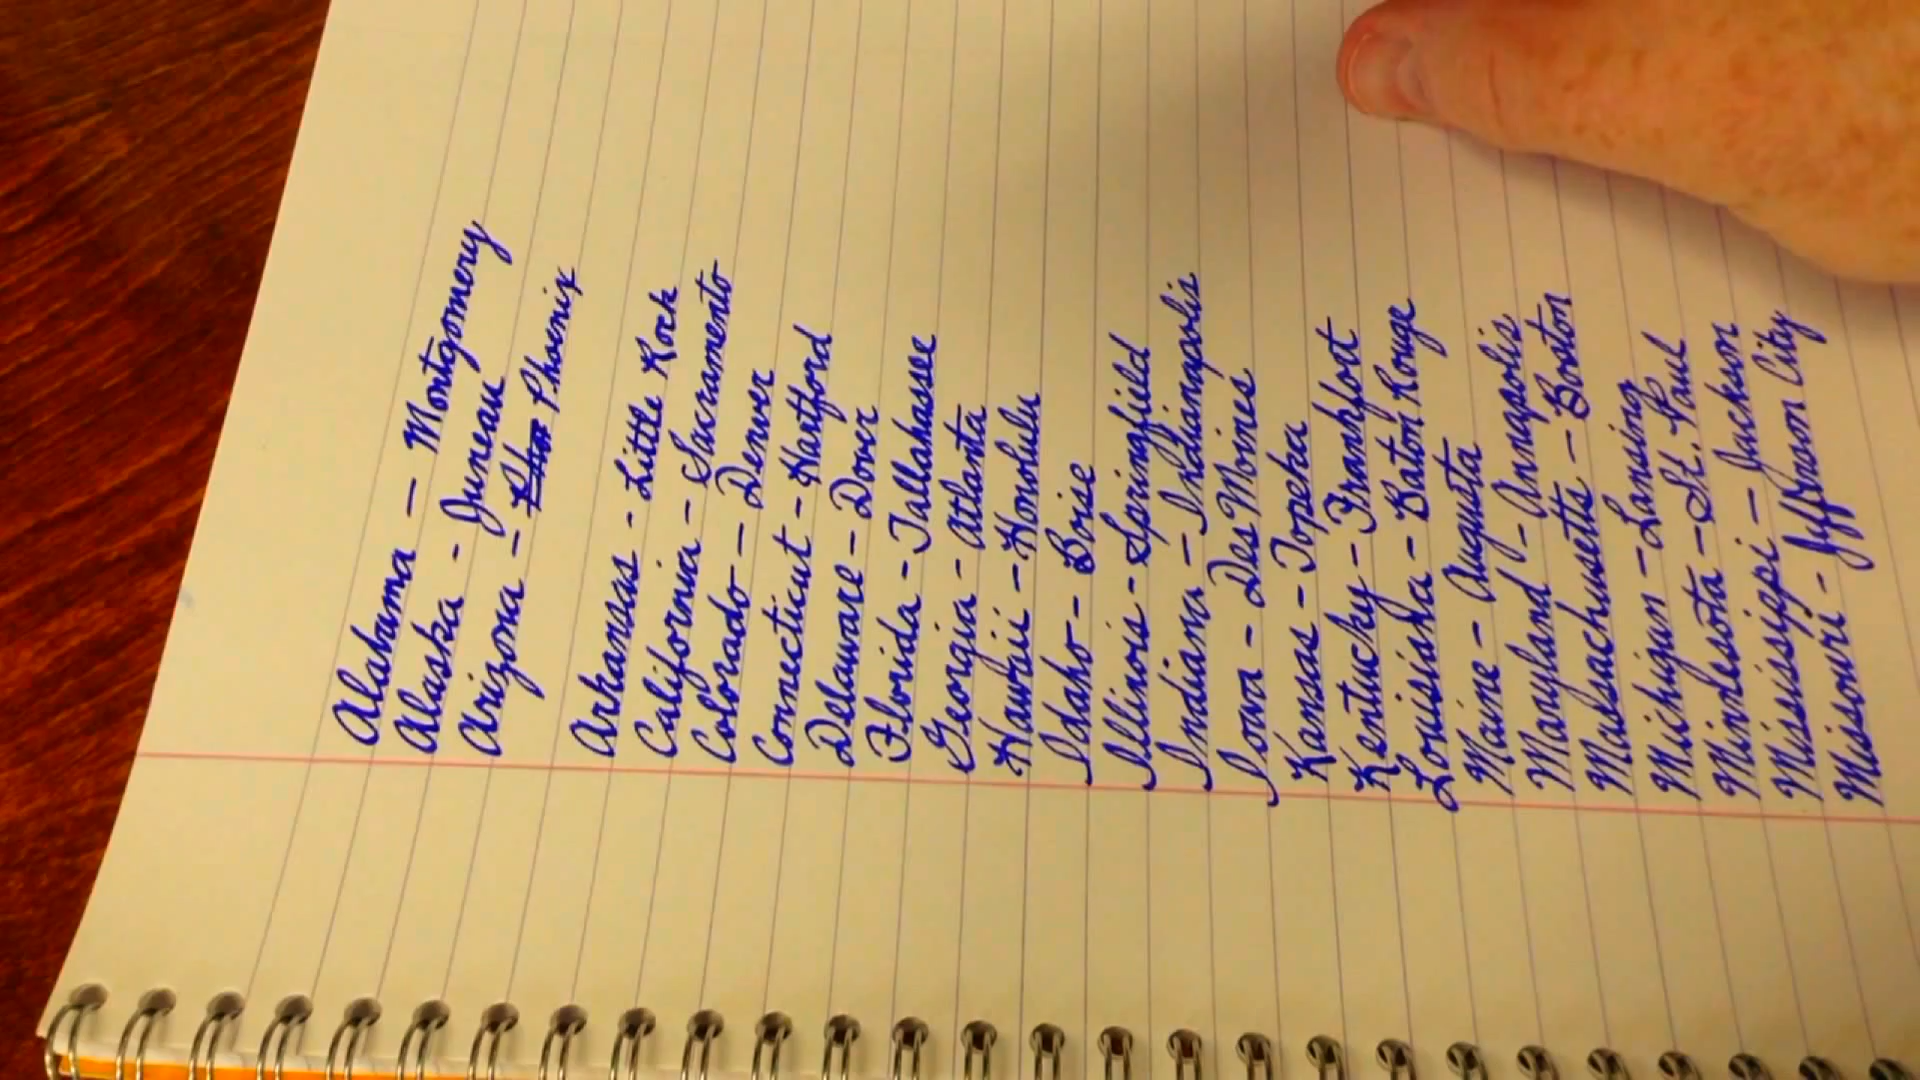 Alabama – Montgomery
Alaska - Juneau
Arizona - Phoenix
Arkansas - Little Rock
California - Sacramento
Colorado - Denver
Connecticut - Hartford
Delaware - Dover
Florida - Tallahassee
Georgia - Atlanta
Hawaii - Honolulu
Idaho - Boise
Illinois - Springfield
Indiana - Indianapolis
Iowa - Des Moines
Kansas - Topeka
Kentucky - Frankfort
Louisiana - Baton Rouge
Maine - Augusta
Maryland - Annapolis
Massachusetts - Boston
Michigan - Lansing
Minnesota - St. Paul
Mississippi - Jackson
Missouri - Jefferson City